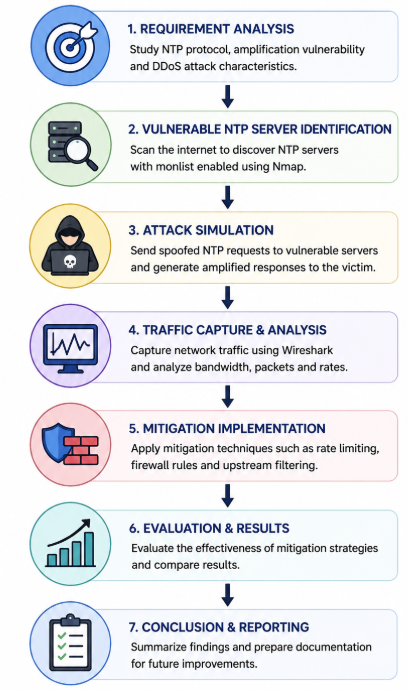 1. REQUIREMENT ANALYSIS
Study NTP protocol, amplification vulnerability
and DDoS attack characteristics.
2. VULNERABLE NTP SERVER IDENTIFICATION
Scan the internet to discover NTP servers
with monlist enabled using Nmap.
3. ATTACK SIMULATION
Send spoofed NTP requests to vulnerable servers
and generate amplified responses to the victim.
4. TRAFFIC CAPTURE & ANALYSIS
Capture network traffic using Wireshark
and analyze bandwidth, packets and rates.
5. MITIGATION IMPLEMENTATION
Apply mitigation techniques such as rate limiting,
firewall rules and upstream filtering.
6. EVALUATION & RESULTS
Evaluate the effectiveness of mitigation strategies
and compare results.
7. CONCLUSION & REPORTING
Summarize findings and prepare documentation
for future improvements.